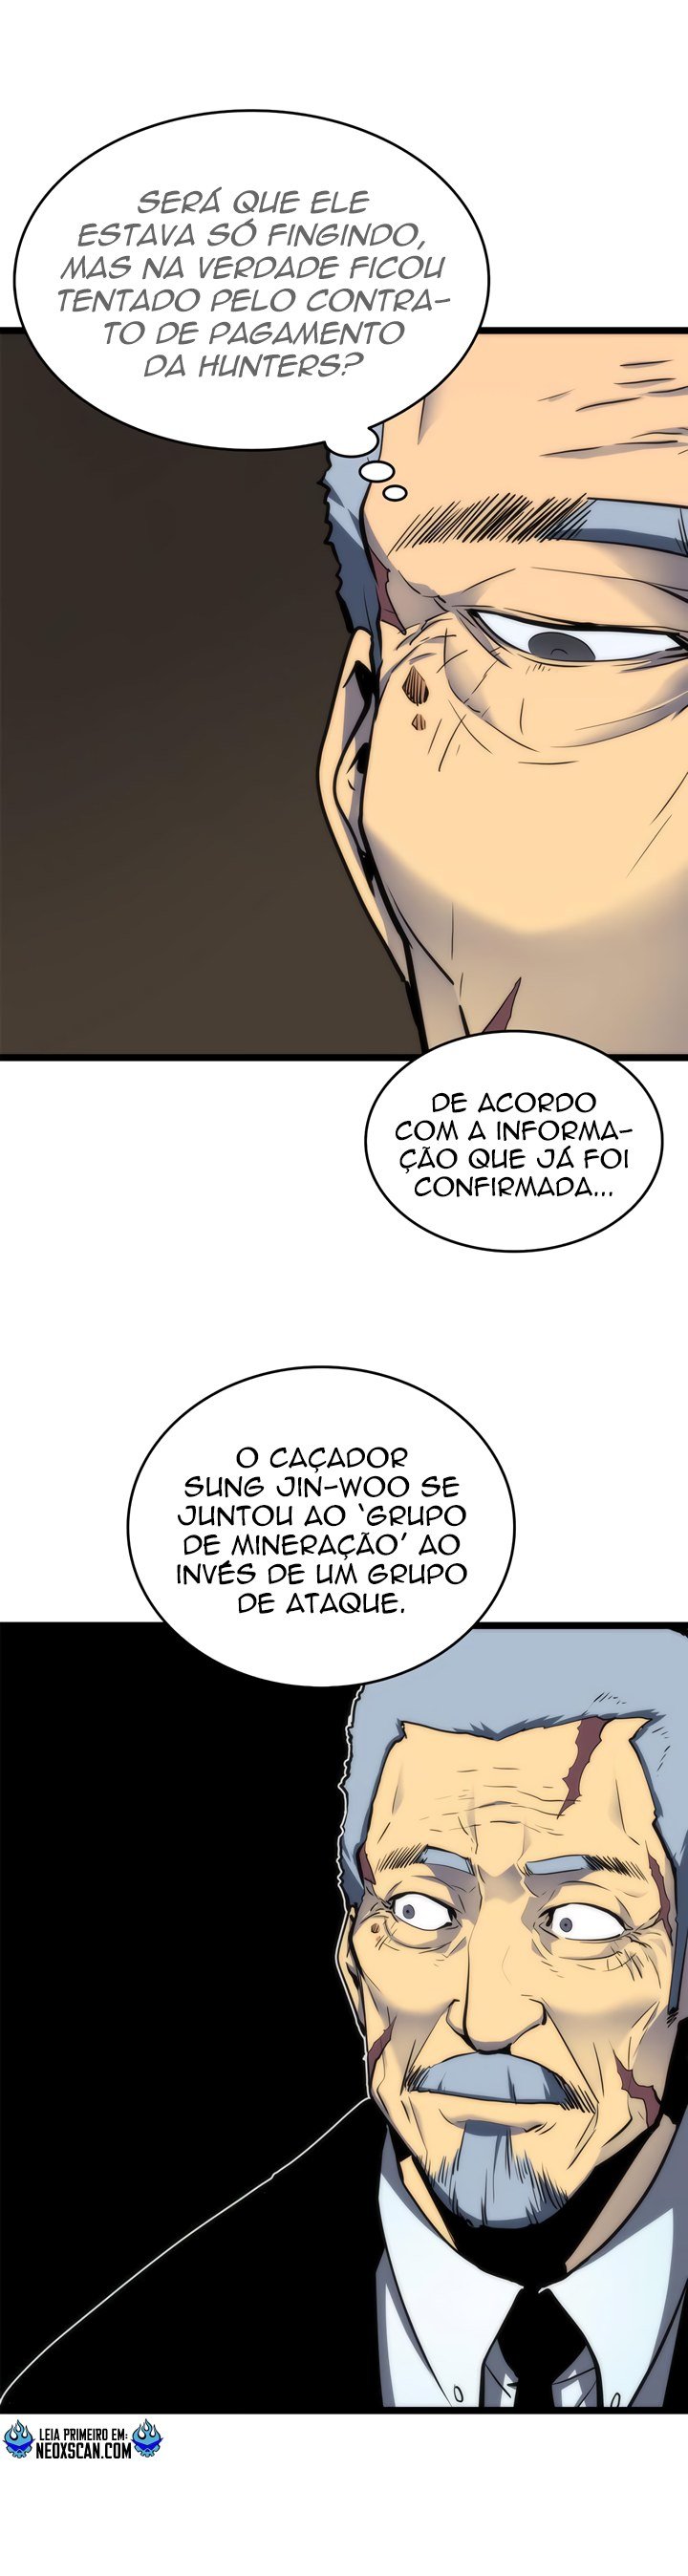 SERÁ QUE ELE
ESTAVA SÓ FINGINDO,
MAS NA VERDADE FICOU
TENTADO PELO CONTRA-
TO DE PAGAMENTO
DA HUNTERS?
DE ACORDO
COM A INFORMA-
ÇÃO QUE JÁ FOI
CONFIRMADA...
O CAÇADOR
SUNG JIN-WOO SE
JUNTOU AO 'GRUPO
DE MINERAÇÃO' AO
INVÉS DE UM GRUPO
DE ATAQUE.
LEIA PRIMEIRO EM:
NEOXSCAN.COM